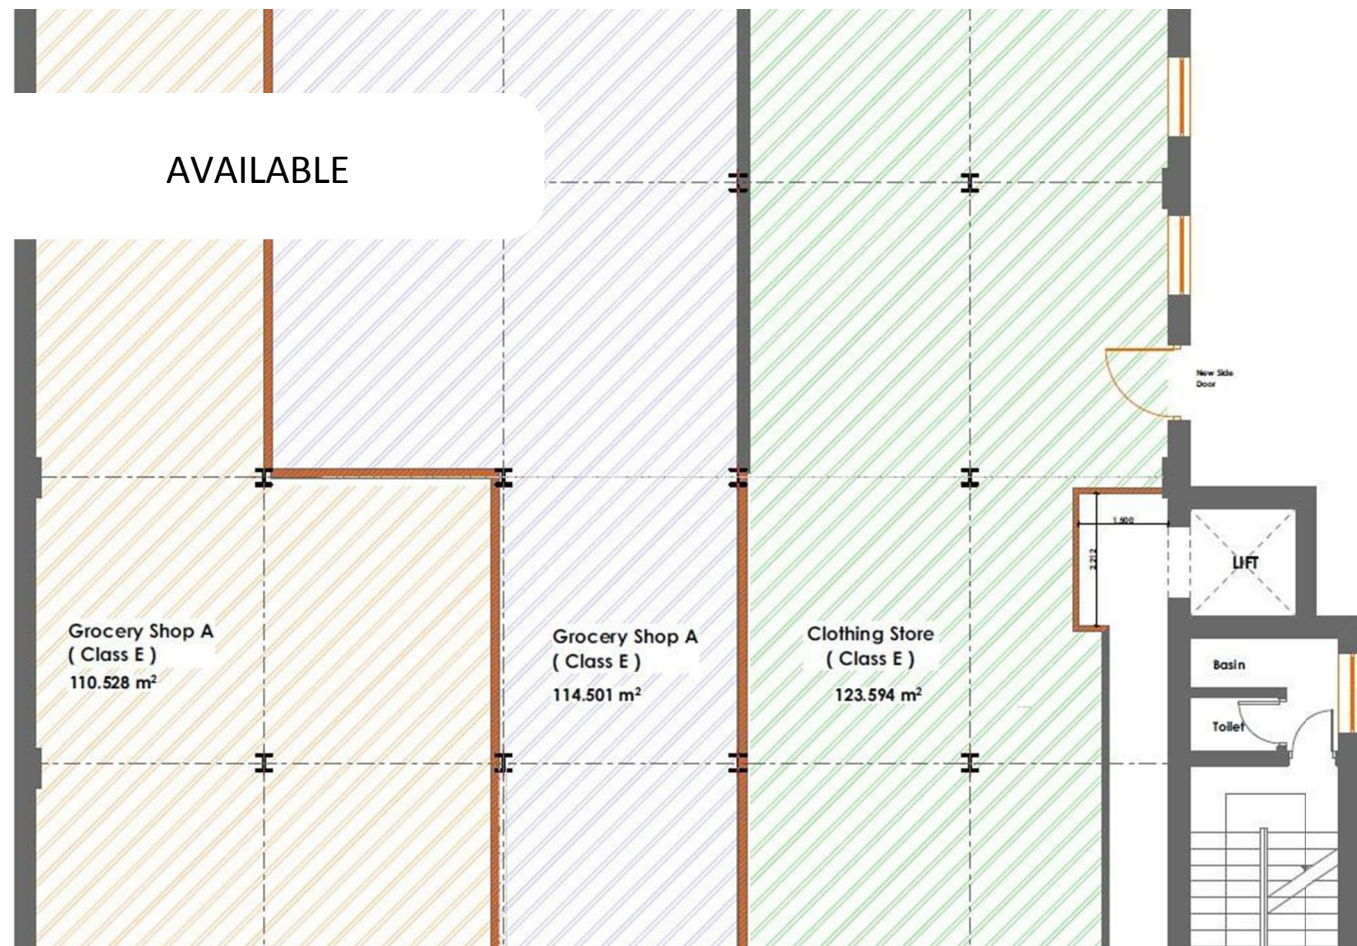 AVAILABLE
New Side
Door
1.500
2.212
LIFT
Grocery Shop A
( Class E )
110.528 m²
Grocery Shop A
( Class E )
114.501 m²
Clothing Store
( Class E )
123.594 m²
Basin
Toilet